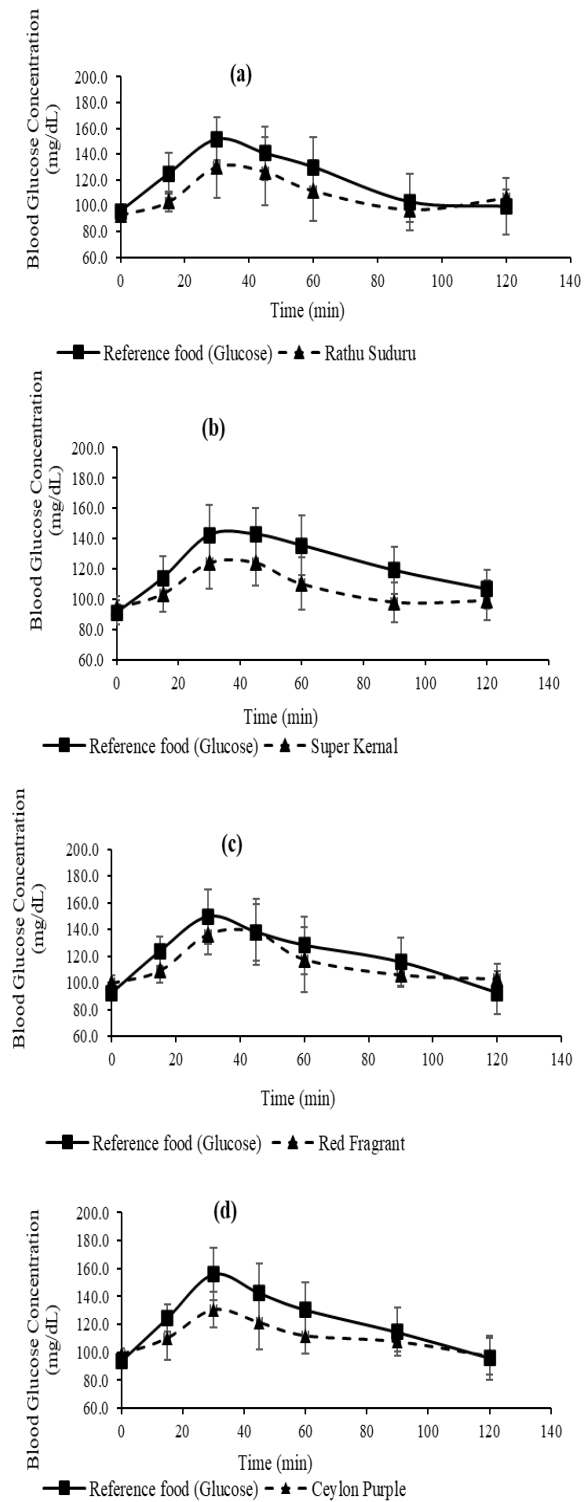 (a)
Blood Glucose Concentration
(mg/dL)
200.0
180.0
160.0
140.0
120.0
100.0
80.0
60.0
0 20 40 60 80 100 120 140
Time (min)
Reference food (Glucose) Rathu Suduru
(b)
Blood Glucose Concentration
(mg/dL)
200.0
180.0
160.0
140.0
120.0
100.0
80.0
60.0
0 20 40 60 80 100 120 140
Time (min)
Reference food (Glucose) Super Kernal
(c)
Blood Glucose Concentration
(mg/dL)
200.0
180.0
160.0
140.0
120.0
100.0
80.0
60.0
0 20 40 60 80 100 120 140
Time (min)
Reference food (Glucose) Red Fragrant
(d)
Blood Glucose Concentration
(mg/dL)
200.0
180.0
160.0
140.0
120.0
100.0
80.0
60.0
0 20 40 60 80 100 120 140
Time (min)
Reference food (Glucose) Ceylon Purple